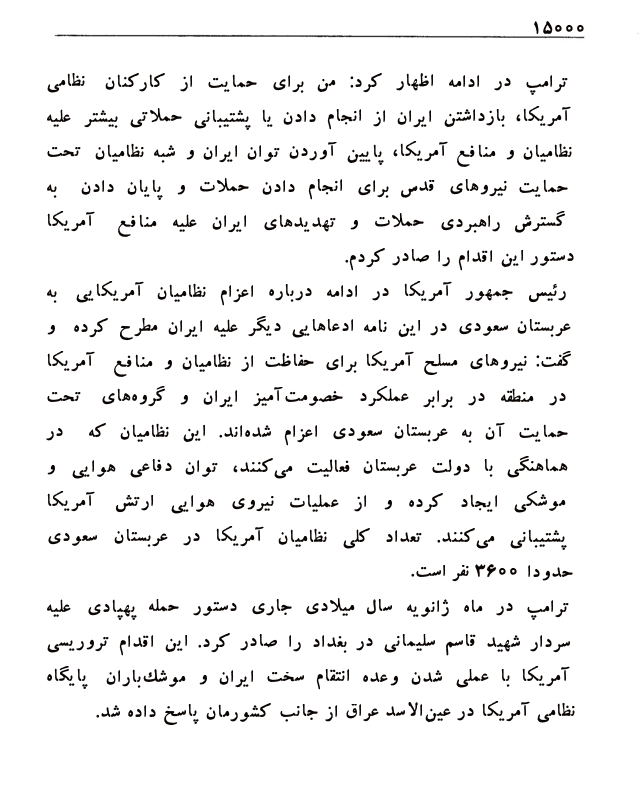 ۱۵۰۰۰
ترامپ در ادامه اظهار کرد: من برای حمایت از کارکنان نظامی
آمریکا، بازداشتن ایران از انجام دادن یا پشتیبانی حملاتی بیشتر علیه
نظامیان و منافع آمریکا، پایین آوردن توان ایران و شبه نظامیان تحت
حمایت نیروهای قدس برای انجام دادن حملات و پایان دادن به
گسترش راهبردی حملات و تهدیدهای ایران علیه منافع آمریکا
دستور این اقدام را صادر کردم.
رئیس جمهور آمریکا در ادامه درباره اعزام نظامیان آمریکایی به
عربستان سعودی در این نامه ادعاهایی دیگر علیه ایران مطرح کرده و
گفت: نیروهای مسلح آمریکا برای حفاظت از نظامیان و منافع آمریکا
در منطقه در برابر عملکرد خصومت‌آمیز ایران و گروه‌های تحت
حمایت آن به عربستان سعودی اعزام شده‌اند. این نظامیان که در
هماهنگی با دولت عربستان فعالیت می‌کنند، توان دفاعی هوایی و
موشکی ایجاد کرده و از عملیات نیروی هوایی ارتش آمریکا
پشتیبانی می‌کنند. تعداد کلی نظامیان آمریکا در عربستان سعودی
حدودا ۳۶۰۰ نفر است.
ترامپ در ماه ژانویه سال میلادی جاری دستور حمله پهپادی علیه
سردار شهید قاسم سلیمانی در بغداد را صادر کرد. این اقدام تروریسی
آمریکا با عملی شدن وعده انتقام سخت ایران و موشک‌باران پایگاه
نظامی آمریکا در عین‌الاسد عراق از جانب کشورمان پاسخ داده شد.